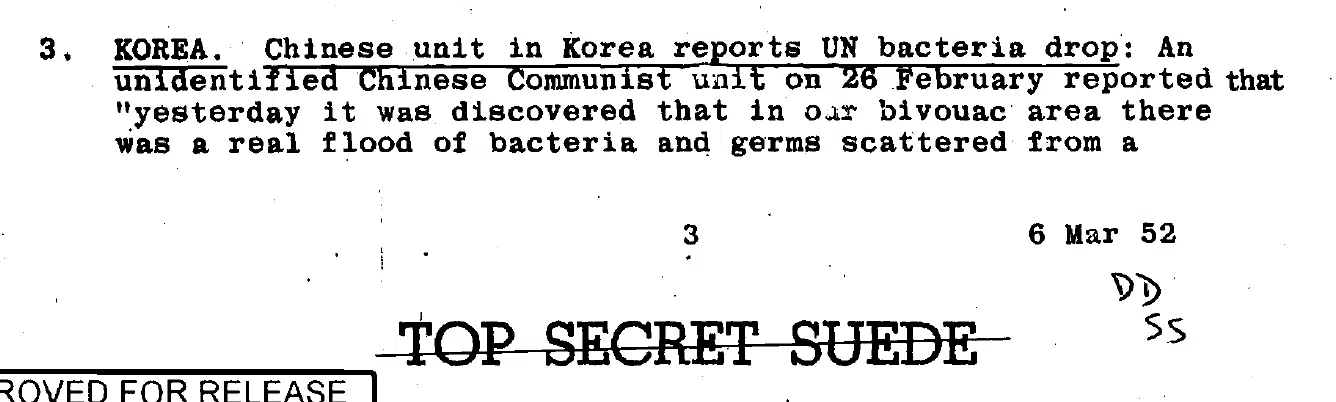 3. KOREA. Chinese unit in Korea reports UN bacteria drop: An
unidentified Chinese Communist unit on 26 February reported that
"yesterday it was discovered that in our bivouac area there
was a real flood of bacteria and germs scattered from a
3
6 Mar 52
DD
SS
TOP SECRET SUEDE
ROVED FOR RELEASE